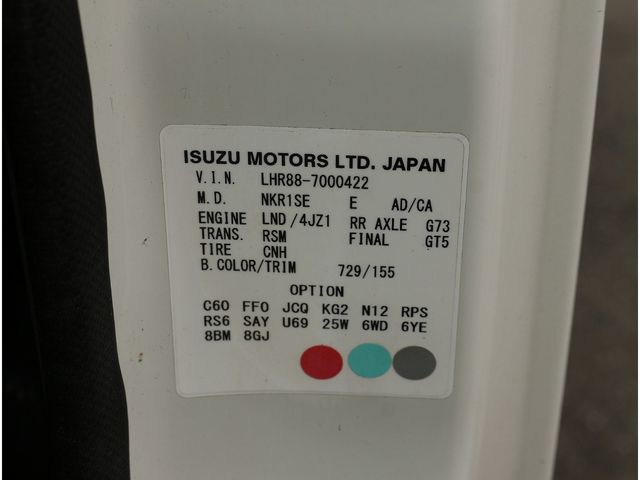 ISUZU MOTORS LTD. JAPAN
V.I.N. LHR88-7000422
M.D. NKR1SE E AD/CA
ENGINE LND/4JZ1 RR AXLE G73
TRANS. RSM FINAL GT5
TIRE CNH
B.COLOR/TRIM 729/155
OPTION
C60 FF0 JCQ KG2 N12 RPS
RS6 SAY U69 25W 6WD 6YE
8BM 8GJ